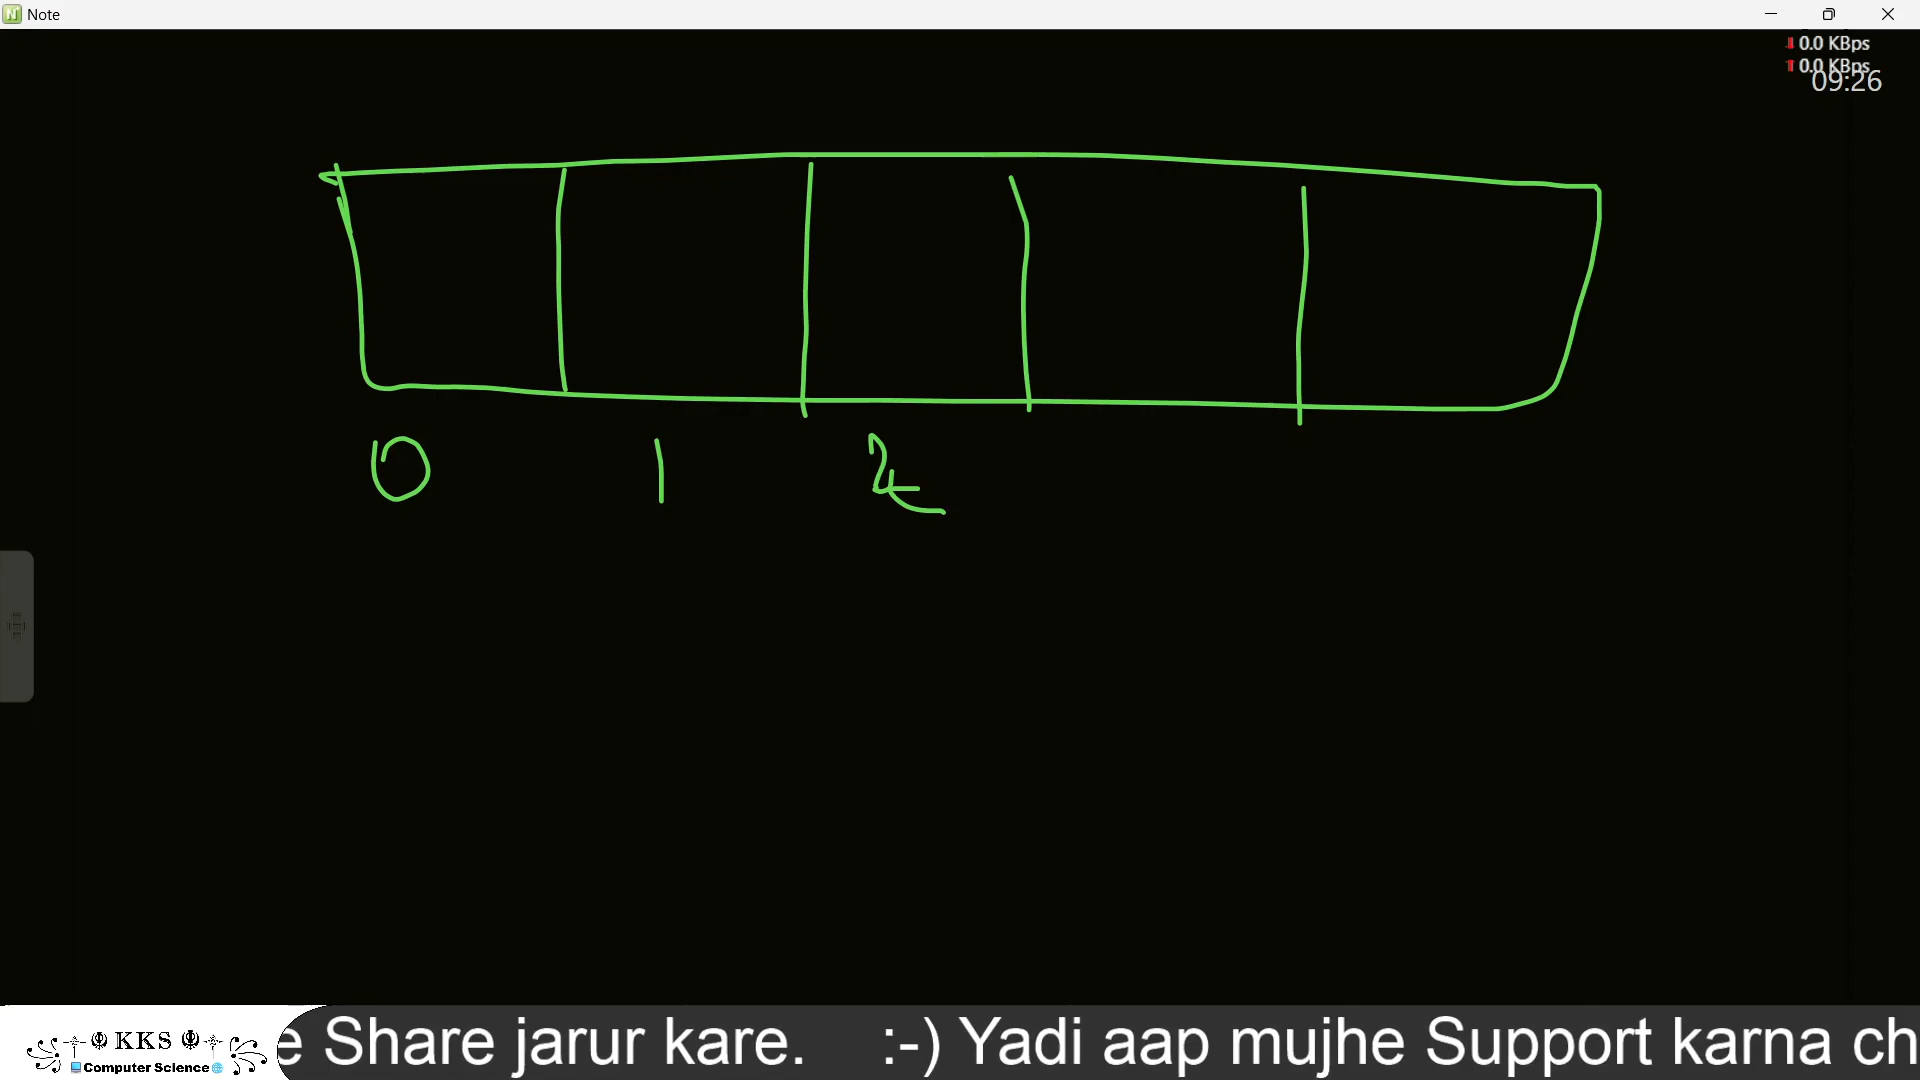 Note
0.0 KBps
0.0 KBps
09:26
0 1 2
KKS
Computer Science
e Share jarur kare. :-) Yadi aap mujhe Support karna ch